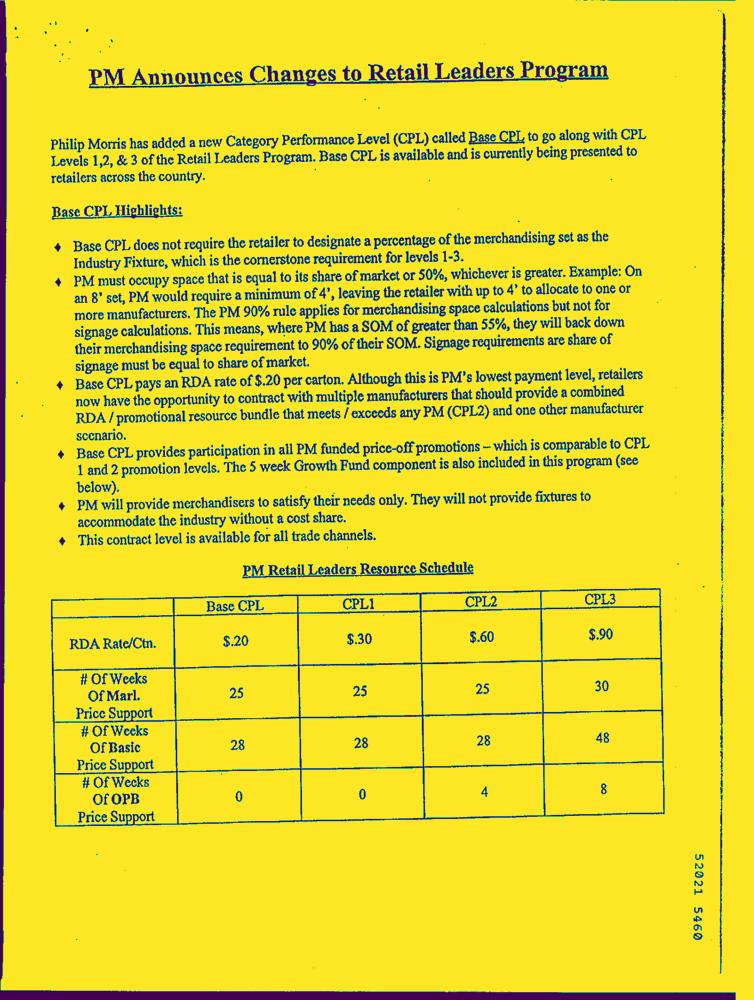 PM Announces Changes to Retail Leaders Program
Philip Morris has added a new Category Performance Level (CPL) called Base CPL to go along with CPL
Levels 1,2, & 3 of the Retail Leaders Program. Base CPL is available and is currently being presented to
retailers across the country.
Base CPL Highlights:
♦ Base CPL does not require the retailer to designate a percentage of the merchandising set as the
Industry Fixture, which is the cornerstone requirement for levels 1-3.
♦ PM must occupy space that is equal to its share of market or 50%, whichever is greater. Example: On
an 8' set, PM would require a minimum of 4', leaving the retailer with up to 4' to allocate to one or
more manufacturers. The PM 90% rule applies for merchandising space calculations but not for
signage calculations. This means, where PM has a SOM of greater than 55%, they will back down
their merchandising space requirement to 90% of their SOM. Signage requirements are share of
signage must be equal to share of market.
♦ Base CPL pays an RDA rate of $.20 per carton. Although this is PM's lowest payment level, retailers
now have the opportunity to contract with multiple manufacturers that should provide a combined
RDA / promotional resource bundle that meets / exceeds any PM (CPL2) and one other manufacturer
scenario.
♦ Base CPL provides participation in all PM funded price-off promotions – which is comparable to CPL
1 and 2 promotion levels. The 5 week Growth Fund component is also included in this program (see
below).
♦ PM will provide merchandisers to satisfy their needs only. They will not provide fixtures to
accommodate the industry without a cost share.
♦ This contract level is available for all trade channels.
PM Retail Leaders Resource Schedule
Base CPL CPL1 CPL2 CPL3
RDA Rate/Ctn. $.20 $.30 $.60 $.90
# Of Weeks
Of Marl. 25 25 25 30
Price Support
# Of Weeks
Of Basic 28 28 28 48
Price Support
# Of Weeks
Of OPB 0 0 4 8
Price Support
52021 5460